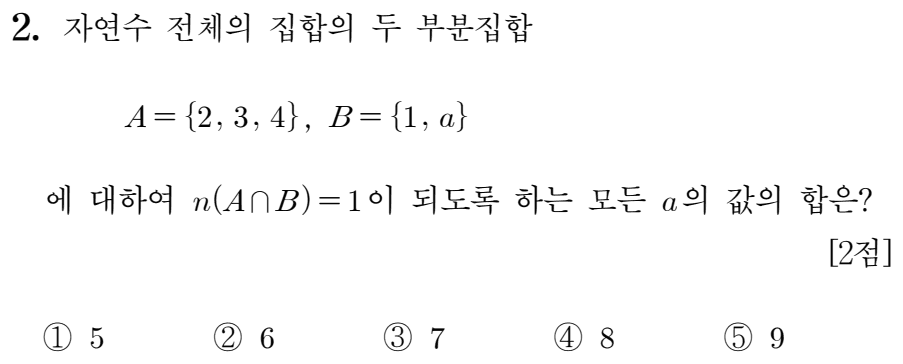 2. 자연수 전체의 집합의 두 부분집합
A = {2, 3, 4}, B = {1, a}
에 대하여 n(A∩B) = 1이 되도록 하는 모든 a의 값의 합은?
[2점]
① 5 ② 6 ③ 7 ④ 8 ⑤ 9